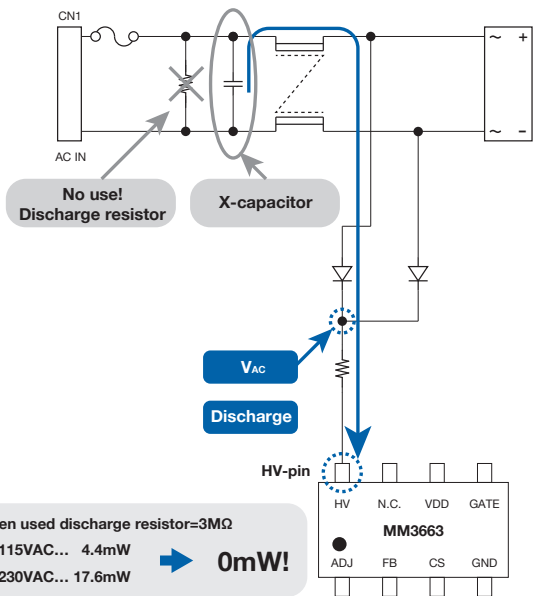 CN1
~ +
~ -
AC IN
No use!
Discharge resistor
X-capacitor
VAC
Discharge
HV-pin
HV N.C. VDD GATE
MM3663
ADJ FB CS GND
used discharge resistor=3MΩ
115VAC... 4.4mW
230VAC... 17.6mW
0mW!